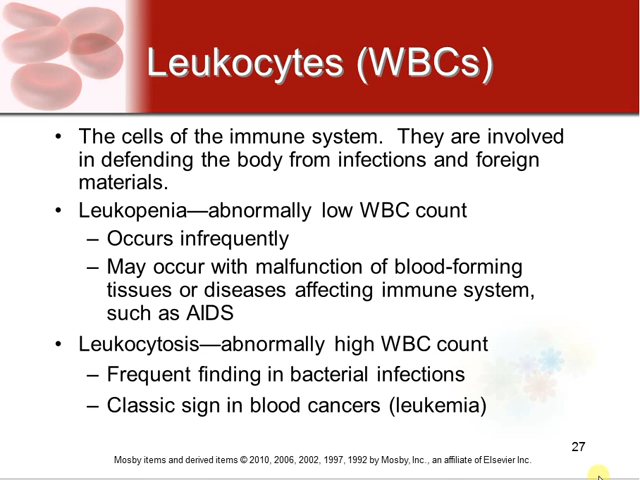 Leukocytes (WBCs)
• The cells of the immune system.  They are involved
in defending the body from infections and foreign
materials.
• Leukopenia—abnormally low WBC count
– Occurs infrequently
– May occur with malfunction of blood-forming
tissues or diseases affecting immune system,
such as AIDS
• Leukocytosis—abnormally high WBC count
– Frequent finding in bacterial infections
– Classic sign in blood cancers (leukemia)
27
Mosby items and derived items © 2010, 2006, 2002, 1997, 1992 by Mosby, Inc., an affiliate of Elsevier Inc.